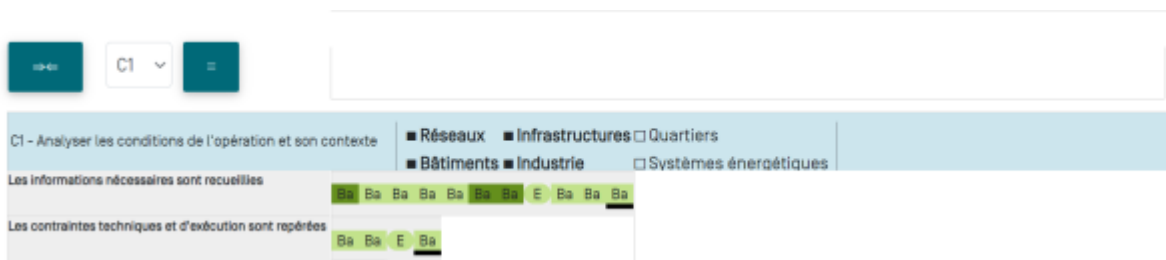 C1
=
C1 - Analyser les conditions de l'opération et son contexte
■ Réseaux ■ Infrastructures □ Quartiers
■ Bâtiments ■ Industrie □ Systèmes énergétiques
Les informations nécessaires sont recueillies
Ba Ba Ba Ba Ba Ba Ba E Ba Ba Ba
Les contraintes techniques et d'exécution sont repérées
Ba Ba E Ba